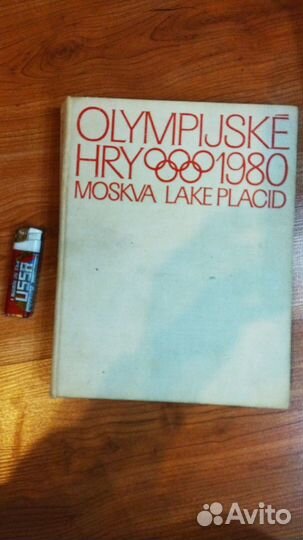 OLYMPIJSKÉ
HRY 1980
MOSKVA LAKE PLACID
USSR
Avito